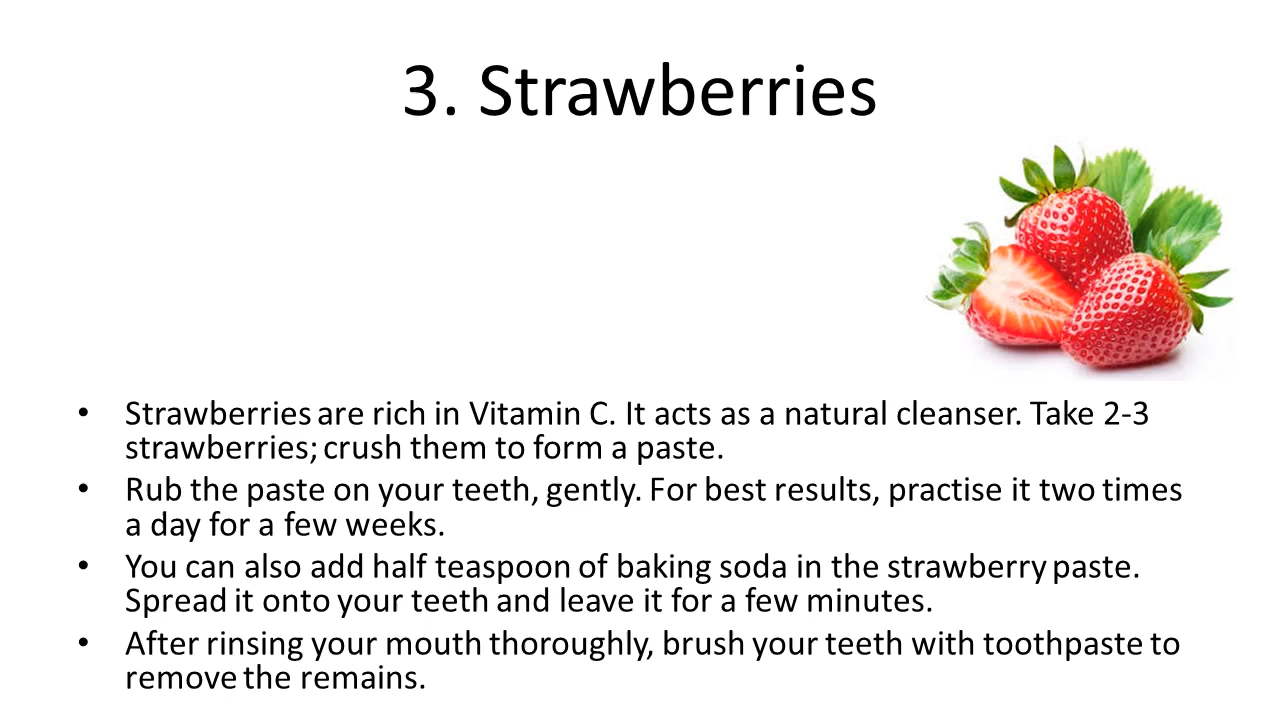 3. Strawberries
• Strawberries are rich in Vitamin C. It acts as a natural cleanser. Take 2-3
strawberries; crush them to form a paste.
• Rub the paste on your teeth, gently. For best results, practise it two times
a day for a few weeks.
• You can also add half teaspoon of baking soda in the strawberry paste.
Spread it onto your teeth and leave it for a few minutes.
• After rinsing your mouth thoroughly, brush your teeth with toothpaste to
remove the remains.